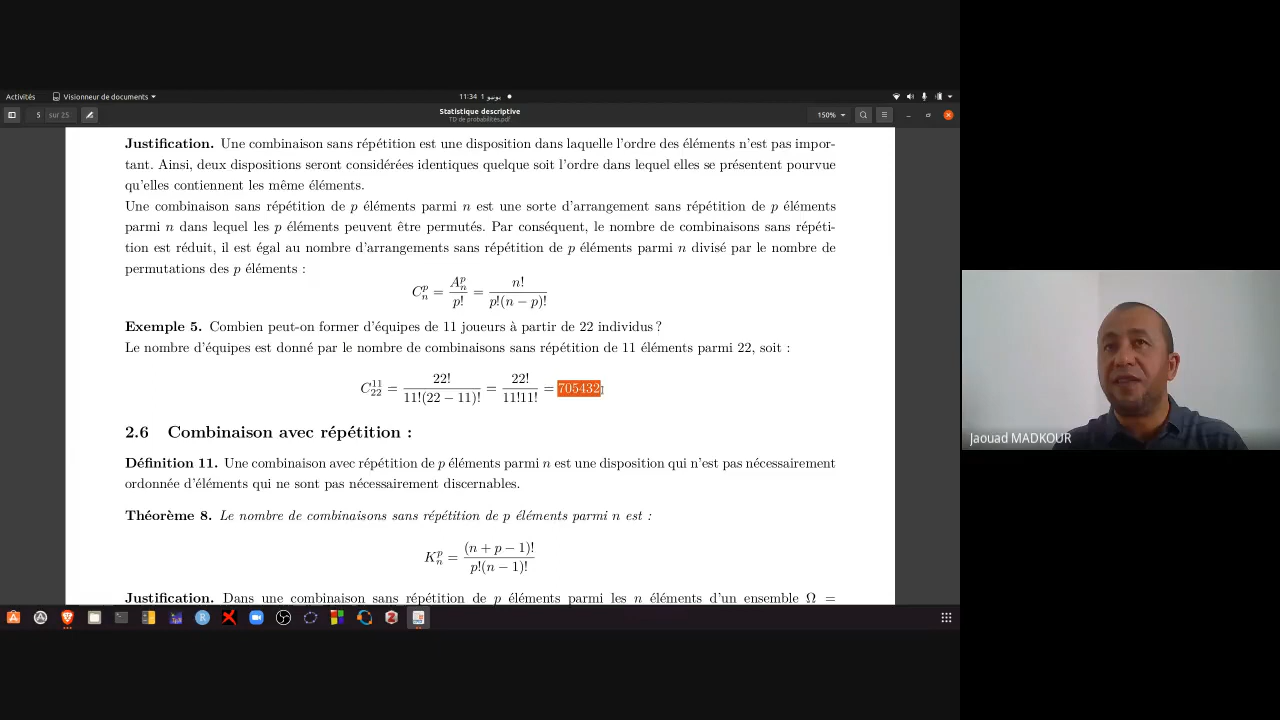 Activités
Visionneur de documents
11:34 1 يونيو
5 sur 25
Statistique descriptive
TD de probabilités.pdf
150%
Justification. Une combinaison sans répétition est une disposition dans laquelle l'ordre des éléments n'est pas impor-
tant. Ainsi, deux dispositions seront considérées identiques quelque soit l'ordre dans lequel elles se présentent pourvue
qu'elles contiennent les même éléments.
Une combinaison sans répétition de p éléments parmi n est une sorte d'arrangement sans répétition de p éléments
parmi n dans lequel les p éléments peuvent être permutés. Par conséquent, le nombre de combinaisons sans répéti-
tion est réduit, il est égal au nombre d'arrangements sans répétition de p éléments parmi n divisé par le nombre de
permutations des p éléments :
C_n^p = A_n^p / p! = n! / p!(n − p)!
Exemple 5. Combien peut-on former d'équipes de 11 joueurs à partir de 22 individus ?
Le nombre d'équipes est donné par le nombre de combinaisons sans répétition de 11 éléments parmi 22, soit :
C_22^11 = 22! / 11!(22 − 11)! = 22! / 11!11! = 705432
2.6 Combinaison avec répétition :
Définition 11. Une combinaison avec répétition de p éléments parmi n est une disposition qui n'est pas nécessairement
ordonnée d'éléments qui ne sont pas nécessairement discernables.
Théorème 8. Le nombre de combinaisons sans répétition de p éléments parmi n est :
K_n^p = (n + p − 1)! / p!(n − 1)!
Justification. Dans une combinaison sans répétition de p éléments parmi les n éléments d'un ensemble Ω =
Jaouad MADKOUR